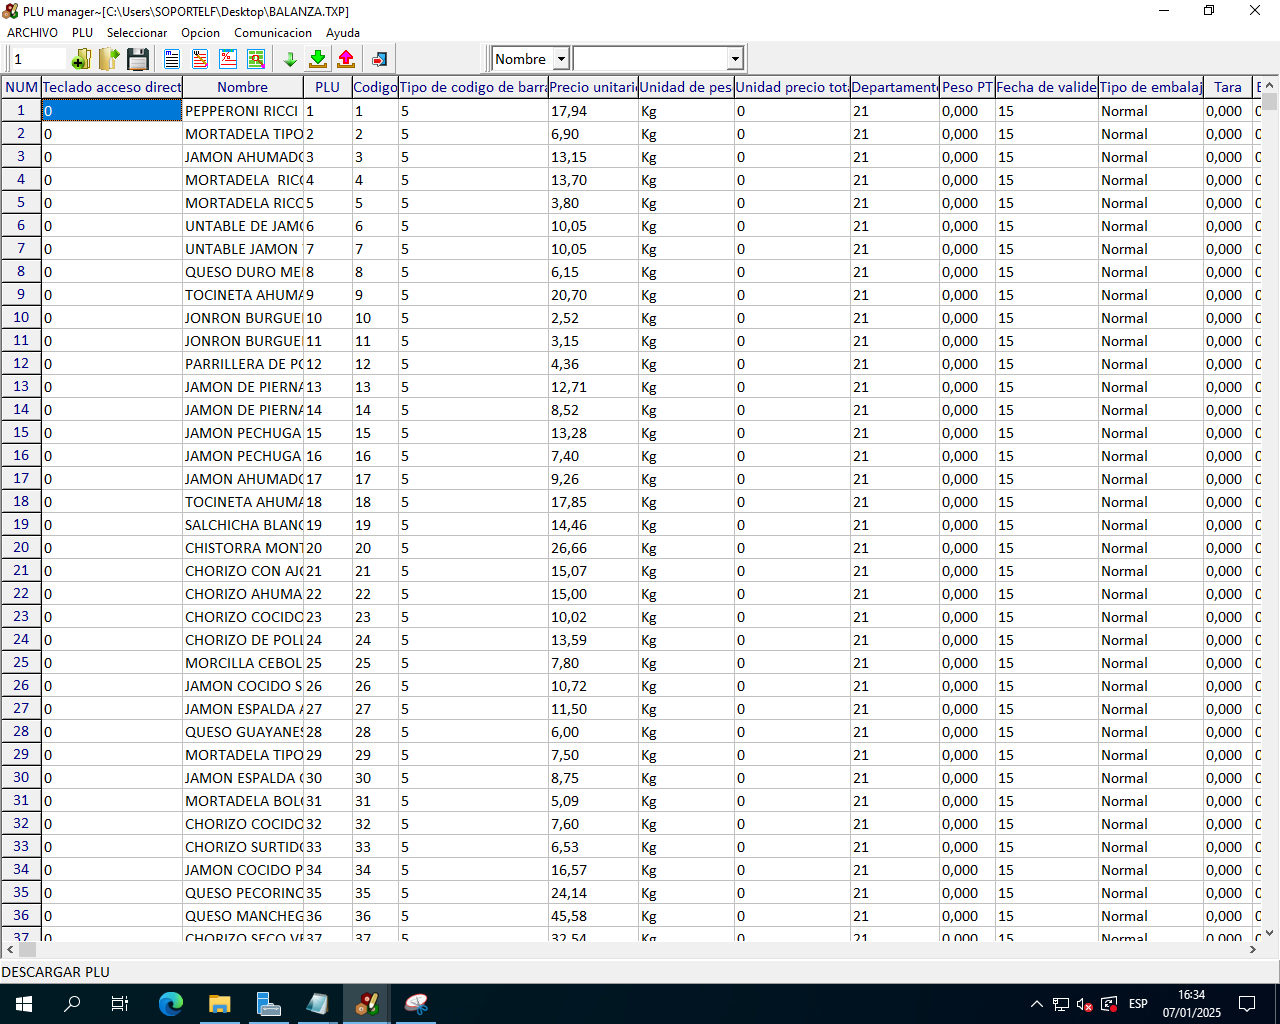 PLU manager~[C:\Users\SOPORTELF\Desktop\BALANZA.TXP]
ARCHIVO PLU Seleccionar Opcion Comunicacion Ayuda
1 Nombre
NUM Teclado acceso direct Nombre PLU Codigo Tipo de codigo de barra Precio unitari Unidad de pes Unidad precio tot Departament Peso PT Fecha de valide Tipo de embalaj Tara
1 0 PEPPERONI RICCI 1 1 5 17,94 Kg 0 21 0,000 15 Normal 0,000
2 0 MORTADELA TIPO 2 2 5 6,90 Kg 0 21 0,000 15 Normal 0,000
3 0 JAMON AHUMADO 3 3 5 13,15 Kg 0 21 0,000 15 Normal 0,000
4 0 MORTADELA RICC 4 4 5 13,70 Kg 0 21 0,000 15 Normal 0,000
5 0 MORTADELA RICC 5 5 5 3,80 Kg 0 21 0,000 15 Normal 0,000
6 0 UNTABLE DE JAMO 6 6 5 10,05 Kg 0 21 0,000 15 Normal 0,000
7 0 UNTABLE JAMON 7 7 5 10,05 Kg 0 21 0,000 15 Normal 0,000
8 0 QUESO DURO ME 8 8 5 6,15 Kg 0 21 0,000 15 Normal 0,000
9 0 TOCINETA AHUMA 9 9 5 20,70 Kg 0 21 0,000 15 Normal 0,000
10 0 JONRON BURGUE 10 10 5 2,52 Kg 0 21 0,000 15 Normal 0,000
11 0 JONRON BURGUE 11 11 5 3,15 Kg 0 21 0,000 15 Normal 0,000
12 0 PARRILLERA DE PO 12 12 5 4,36 Kg 0 21 0,000 15 Normal 0,000
13 0 JAMON DE PIERNA 13 13 5 12,71 Kg 0 21 0,000 15 Normal 0,000
14 0 JAMON DE PIERNA 14 14 5 8,52 Kg 0 21 0,000 15 Normal 0,000
15 0 JAMON PECHUGA 15 15 5 13,28 Kg 0 21 0,000 15 Normal 0,000
16 0 JAMON PECHUGA 16 16 5 7,40 Kg 0 21 0,000 15 Normal 0,000
17 0 JAMON AHUMADO 17 17 5 9,26 Kg 0 21 0,000 15 Normal 0,000
18 0 TOCINETA AHUMA 18 18 5 17,85 Kg 0 21 0,000 15 Normal 0,000
19 0 SALCHICHA BLANC 19 19 5 14,46 Kg 0 21 0,000 15 Normal 0,000
20 0 CHISTORRA MONT 20 20 5 26,66 Kg 0 21 0,000 15 Normal 0,000
21 0 CHORIZO CON AJO 21 21 5 15,07 Kg 0 21 0,000 15 Normal 0,000
22 0 CHORIZO AHUMA 22 22 5 15,00 Kg 0 21 0,000 15 Normal 0,000
23 0 CHORIZO COCIDO 23 23 5 10,02 Kg 0 21 0,000 15 Normal 0,000
24 0 CHORIZO DE POLL 24 24 5 13,59 Kg 0 21 0,000 15 Normal 0,000
25 0 MORCILLA CEBOL 25 25 5 7,80 Kg 0 21 0,000 15 Normal 0,000
26 0 JAMON COCIDO S 26 26 5 10,72 Kg 0 21 0,000 15 Normal 0,000
27 0 JAMON ESPALDA A 27 27 5 11,50 Kg 0 21 0,000 15 Normal 0,000
28 0 QUESO GUAYANES 28 28 5 6,00 Kg 0 21 0,000 15 Normal 0,000
29 0 MORTADELA TIPO 29 29 5 7,50 Kg 0 21 0,000 15 Normal 0,000
30 0 JAMON ESPALDA C 30 30 5 8,75 Kg 0 21 0,000 15 Normal 0,000
31 0 MORTADELA BOLO 31 31 5 5,09 Kg 0 21 0,000 15 Normal 0,000
32 0 CHORIZO COCIDO 32 32 5 7,60 Kg 0 21 0,000 15 Normal 0,000
33 0 CHORIZO SURTIDO 33 33 5 6,53 Kg 0 21 0,000 15 Normal 0,000
34 0 JAMON COCIDO P 34 34 5 16,57 Kg 0 21 0,000 15 Normal 0,000
35 0 QUESO PECORINO 35 35 5 24,14 Kg 0 21 0,000 15 Normal 0,000
36 0 QUESO MANCHEG 36 36 5 45,58 Kg 0 21 0,000 15 Normal 0,000
37 0 CHORIZO SECO VE 37 37 5 32,54 Kg 0 21 0,000 15 Normal 0,000
DESCARGAR PLU
ESP 16:34
07/01/2025